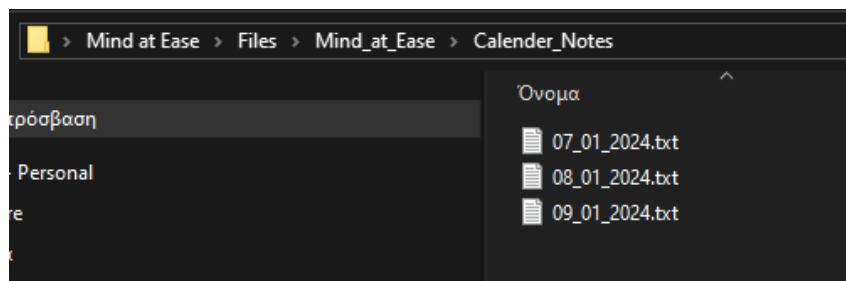 Mind at Ease > Files > Mind_at_Ease > Calender_Notes
Όνομα
πρόσβαση
07_01_2024.txt
- Personal
08_01_2024.txt
re
09_01_2024.txt